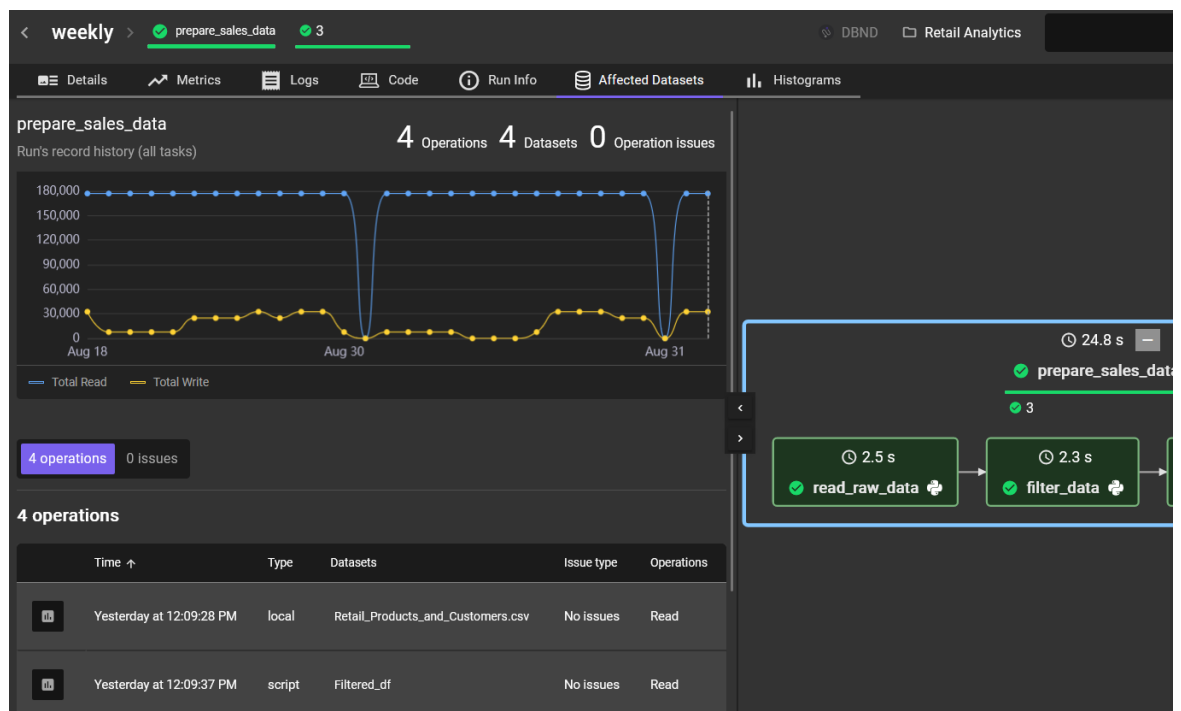 weekly > prepare_sales_data 3 DBND Retail Analytics
Details Metrics Logs Code Run Info Affected Datasets Histograms
prepare_sales_data
Run's record history (all tasks)
4 Operations 4 Datasets 0 Operation issues
180,000
150,000
120,000
90,000
60,000
30,000
0
Aug 18 Aug 30 Aug 31
Total Read Total Write
4 operations 0 issues
4 operations
Time ↑ Type Datasets Issue type Operations
Yesterday at 12:09:28 PM local Retail_Products_and_Customers.csv No issues Read
Yesterday at 12:09:37 PM script Filtered_df No issues Read
24.8 s
prepare_sales_data
3
2.5 s
read_raw_data
2.3 s
filter_data